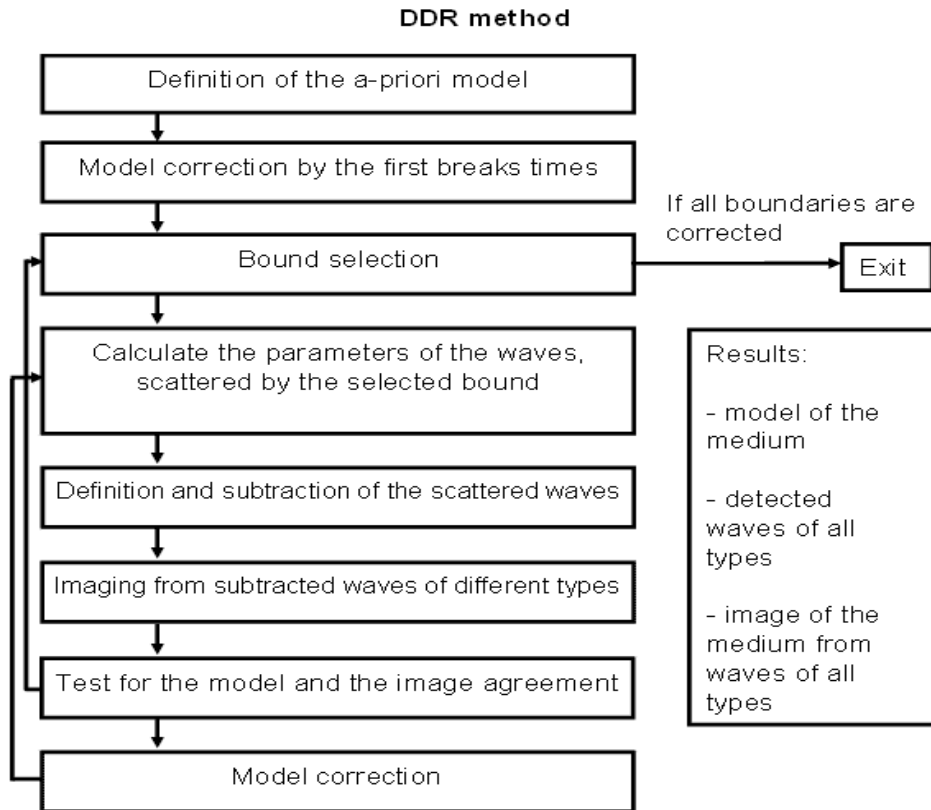 DDR method
Definition of the a-priori model
Model correction by the first breaks times
If all boundaries are
corrected
Bound selection
Exit
Calculate the parameters of the waves,
scattered by the selected bound
Definition and subtraction of the scattered waves
Imaging from subtracted waves of different types
Test for the model and the image agreement
Model correction
Results:
- model of the
medium
- detected
waves of all
types
- image of the
medium from
waves of all
types